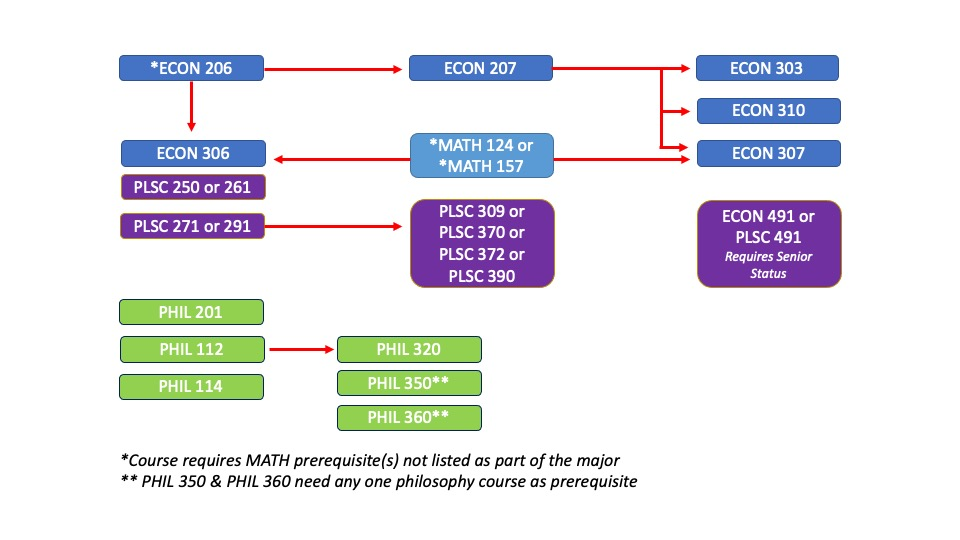 *ECON 206
ECON 207
ECON 303
ECON 310
ECON 306
*MATH 124 or
*MATH 157
ECON 307
PLSC 250 or 261
PLSC 271 or 291
PLSC 309 or
PLSC 370 or
PLSC 372 or
PLSC 390
ECON 491 or
PLSC 491
Requires Senior
Status
PHIL 201
PHIL 112
PHIL 320
PHIL 114
PHIL 350**
PHIL 360**
*Course requires MATH prerequisite(s) not listed as part of the major
** PHIL 350 & PHIL 360 need any one philosophy course as prerequisite